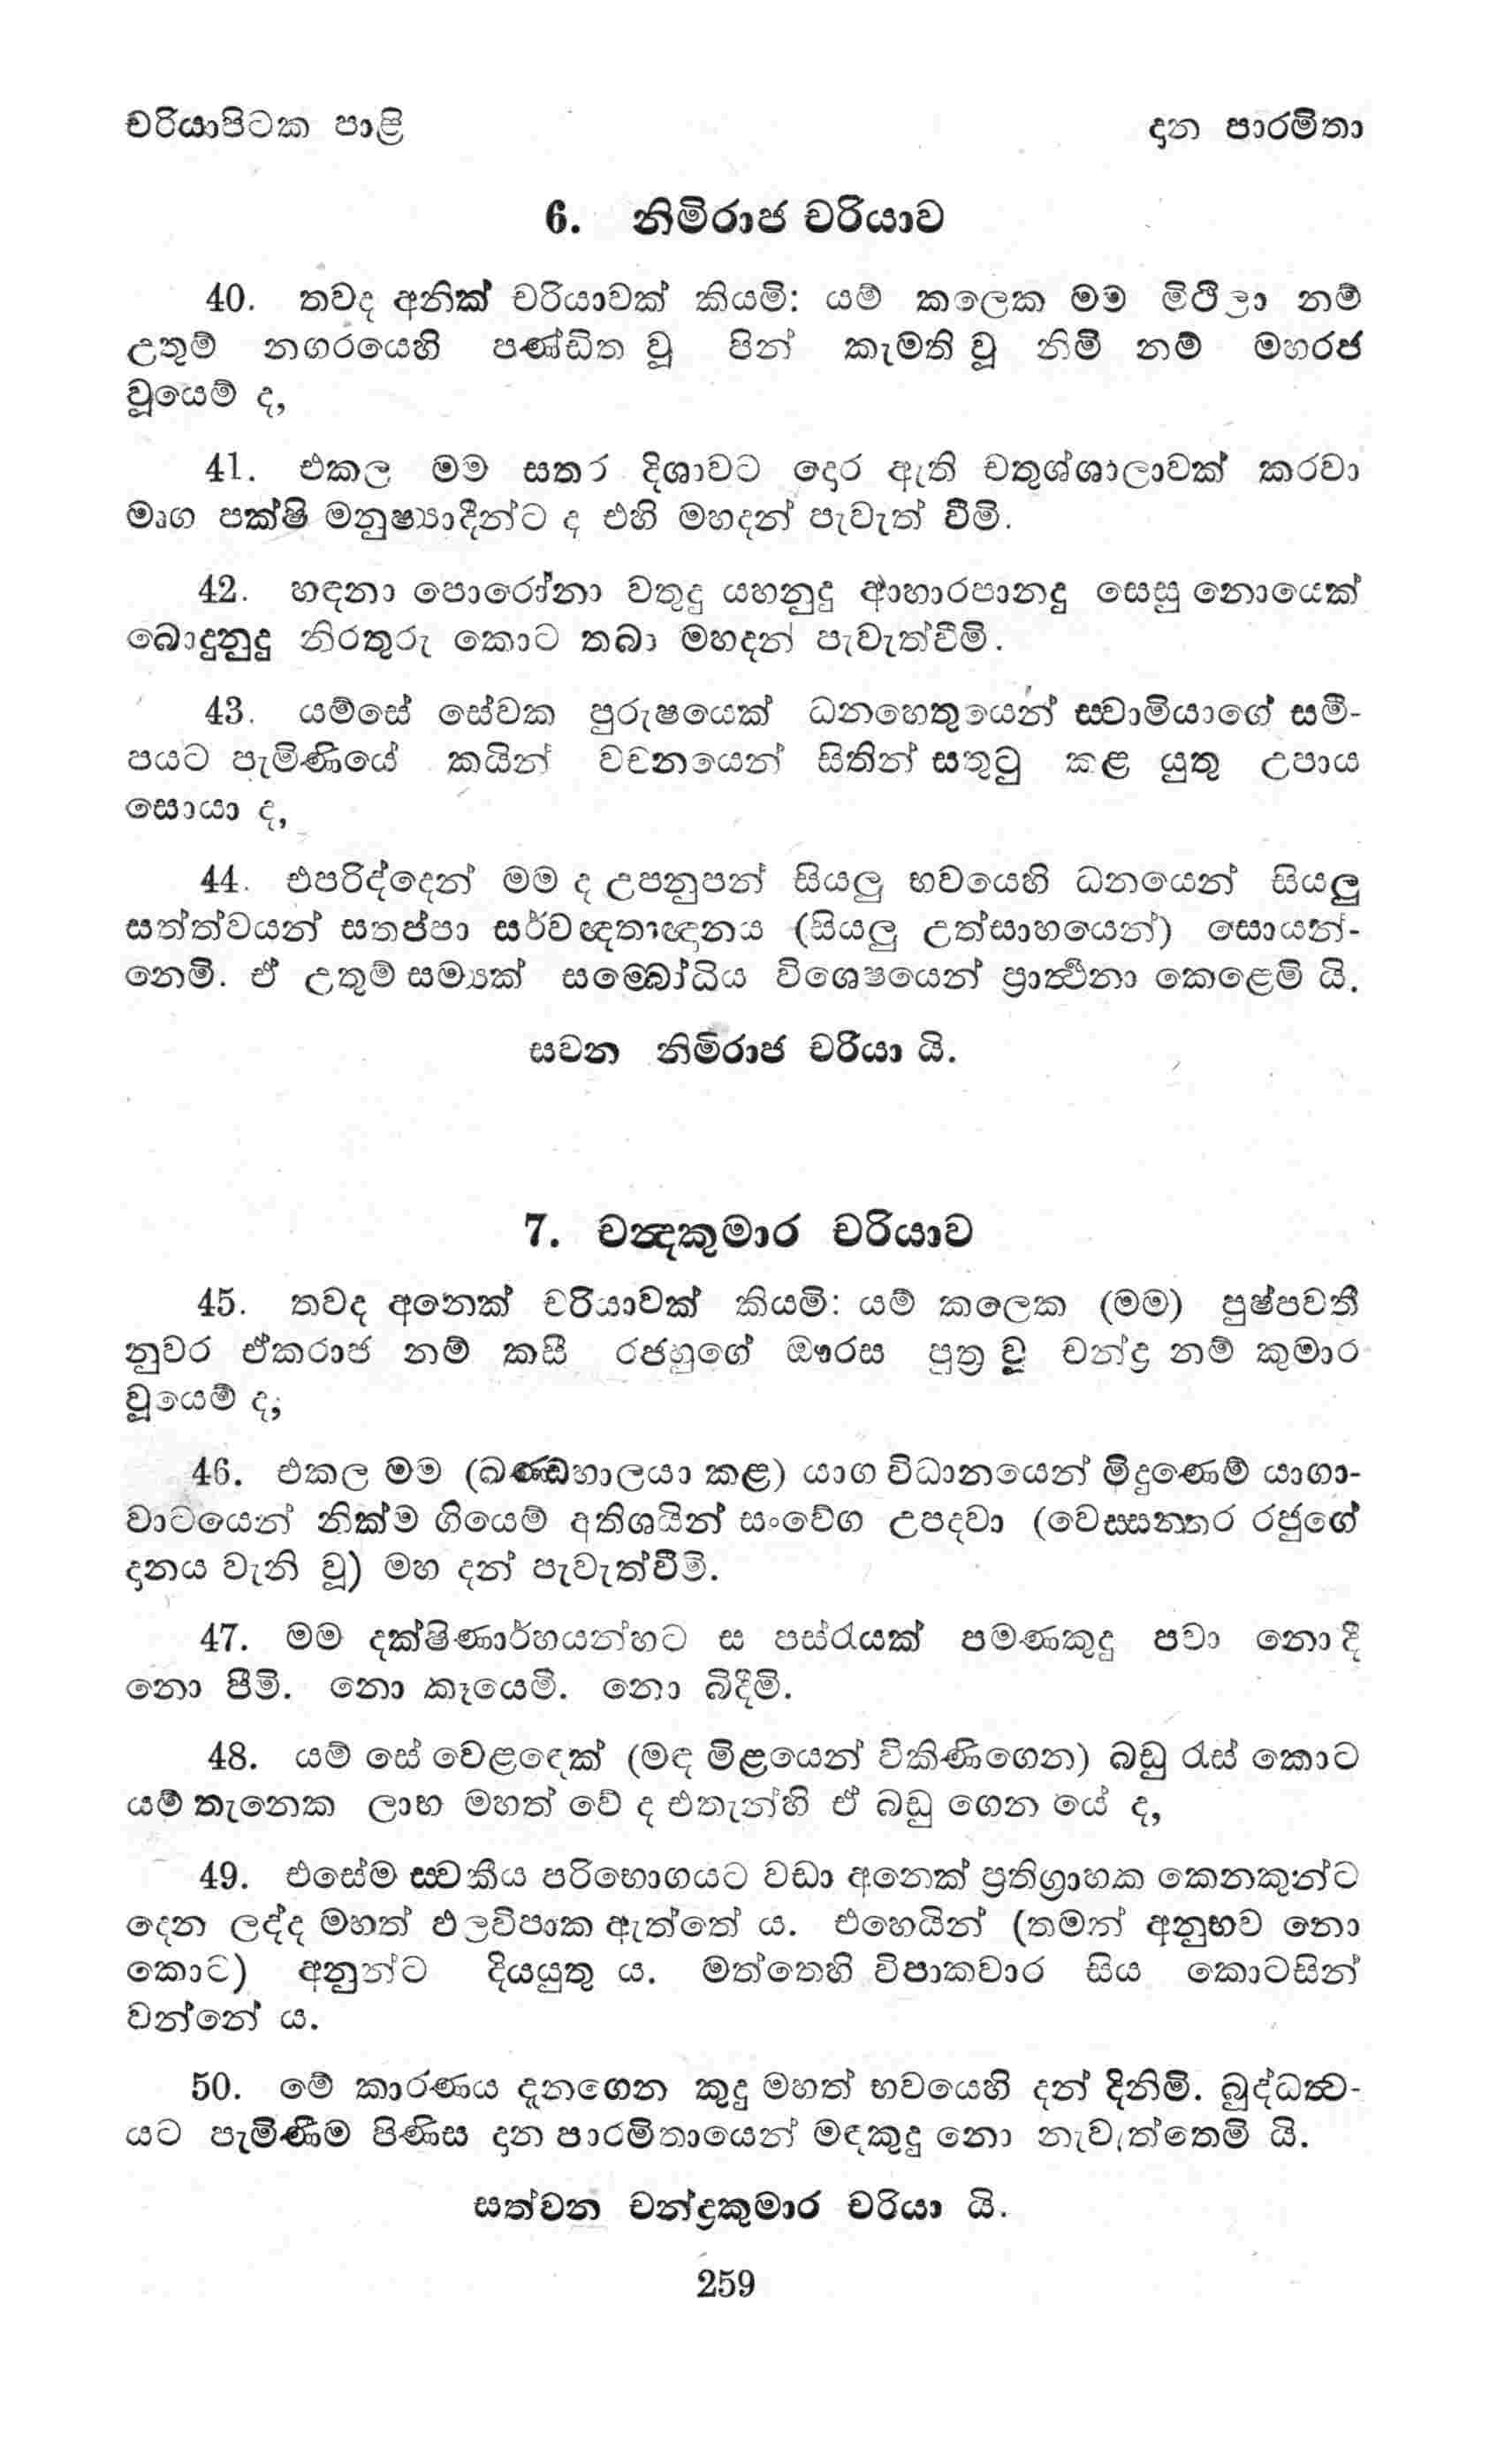 චරියාපිටක පාළි
දාන පාරමිතා
6. නිමිරාජ චරියාව
40. තවද අනික් චරියාවක් කියමි: යම් කලෙක මම මිථිලා නම්
උතුම් නගරයෙහි පණ්ඩිත වූ පින් කැමති වූ නිමි නම් මහරජ
වූයෙම් ද,
41. එකල මම සතර දිශාවට දොර ඇති චතුශ්ශාලාවක් කරවා
මෘග පක්ෂි මනුෂ්‍යාදීන්ට ද එහි මහදන් පැවැත් වීමි.
42. හඳනා පොරෝනා වතුදු යහනුදු ආහාරපානදු සෙසු නොයෙක්
බොදුනුදු නිරතුරු කොට තබා මහදන් පැවැත්වීමි.
43. යම්සේ සේවක පුරුෂයෙක් ධනහෙතුයෙන් ස්වාමියාගේ සමී-
පයට පැමිණියේ කයින් වචනයෙන් සිතින් සතුටු කළ යුතු උපාය
සොයා ද,
44. එපරිද්දෙන් මම ද උපනුපන් සියලු භවයෙහි ධනයෙන් සියලු
සත්ත්වයන් සතප්පා සර්වඥතාඥානය (සියලු උත්සාහයෙන්) සොයන්-
නෙමි. ඒ උතුම් සම්‍යක් සම්බෝධිය විශෙෂයෙන් ප්‍රාර්‍ත්‍ථනා කෙළෙමි යි.
සවන නිමිරාජ චරියා යි.
7. චන්‍දකුමාර චරියාව
45. තවද අනෙක් චරියාවක් කියමි: යම් කලෙක (මම) පුෂ්පවතී
නුවර ඒකරාජ නම් කසී රජහුගේ ඖරස පුත්‍ර වූ චන්ද්‍ර නම් කුමාර
වූයෙම් ද;
46. එකල මම (ඛණ්ඩහාලයා කළ) යාග විධානයෙන් මිදුණෙම් යාගා-
වාටයෙන් නික්ම ගියෙම් අතිශයින් සංවේග උපදවා (වෙස්සන්තර රජුගේ
දානය වැනි වූ) මහ දන් පැවැත්වීමි.
47. මම දක්ෂිණාර්හයන්හට ස පස්රැයක් පමණකුදු පවා නො දී
නො පීමි. නො කෑයෙමි. නො බිදීමි.
48. යම් සේ වෙළඳෙක් (මඳ මිළයෙන් විකිණිගෙන) බඩු රැස් කොට
යම් තැනෙක ලාභ මහත් වේ ද එතැන්හි ඒ බඩු ගෙන යේ ද,
49. එසේම ස්වකීය පරිභොගයට වඩා අනෙක් ප්‍රතිග්‍රාහක කෙනකුන්ට
දෙන ලද්ද මහත් ඵලවිපාක ඇත්තේ ය. එහෙයින් (තමන් අනුභව නො
කොට) අනුන්ට දියයුතු ය. මත්තෙහි විපාකවාර සිය කොටසින්
වන්නේ ය.
50. මේ කාරණය දැනගෙන කුදු මහත් භවයෙහි දන් දිනිමි. බුද්ධත්ව-
යට පැමිණීම පිණිස දාන පාරමිතායෙන් මඳකුදු නො නැවැත්තෙමි යි.
සත්වන චන්ද්‍රකුමාර චරියා යි.
259